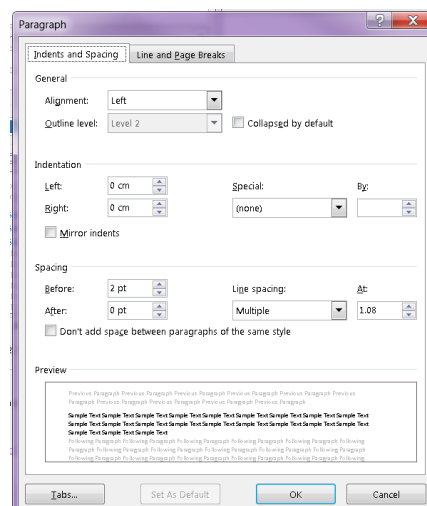 Paragraph
Indents and Spacing Line and Page Breaks
General
Alignment: Left
Outline level: Level 2 Collapsed by default
Indentation
Left: 0 cm Special: By:
Right: 0 cm (none)
Mirror indents
Spacing
Before: 2 pt Line spacing: At:
After: 0 pt Multiple 1.08
Don't add space between paragraphs of the same style
Preview
Previous Paragraph Previous Paragraph Previous Paragraph Previous Paragraph Previous Paragraph Previous
Paragraph Previous Paragraph Previous Paragraph Previous Paragraph Previous Paragraph
Sample Text Sample Text Sample Text Sample Text Sample Text Sample Text Sample Text Sample Text Sample Text
Sample Text Sample Text Sample Text Sample Text Sample Text Sample Text Sample Text Sample Text Sample Text
Sample Text Sample Text Sample Text
Following Paragraph Following Paragraph Following Paragraph Following Paragraph Following Paragraph Following
Paragraph Following Paragraph Following Paragraph Following Paragraph Following Paragraph Following
Paragraph Following Paragraph Following Paragraph Following Paragraph Following Paragraph Following
Tabs... Set As Default OK Cancel